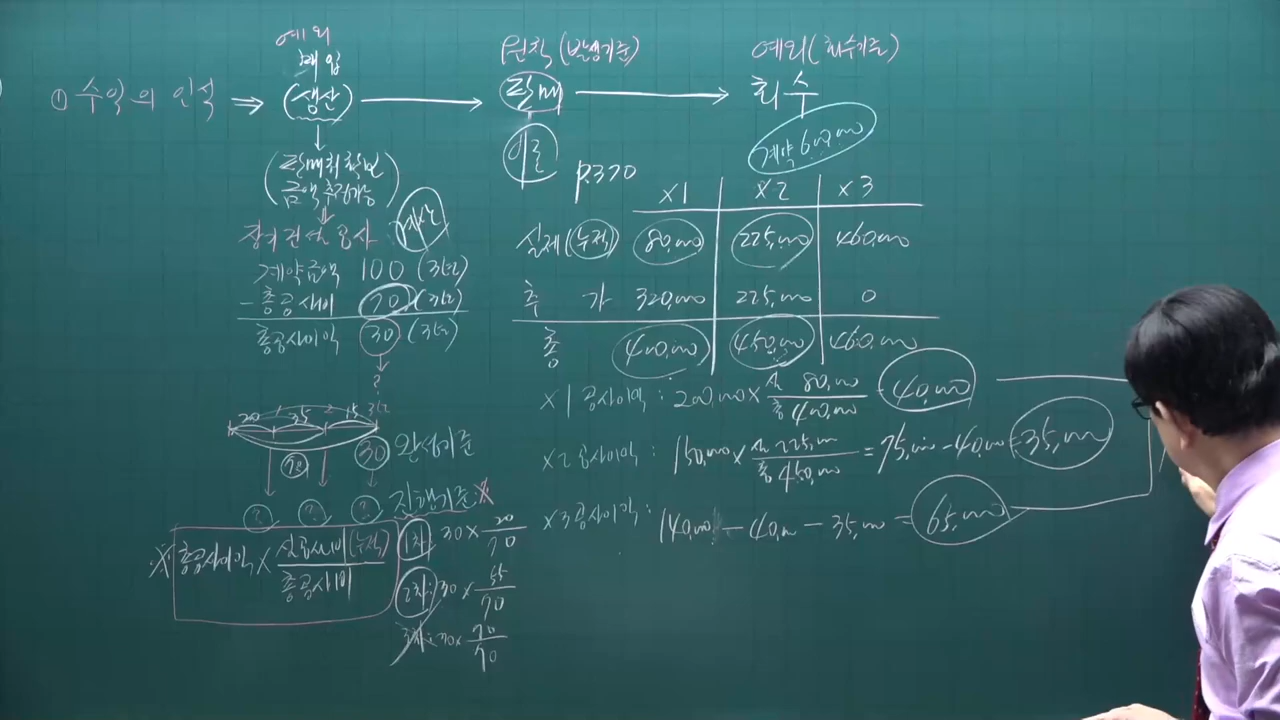 예외 원칙(발생기준) 예외(회수기준)
매입
① 수익의 인식 ⇒ (생산) → 판매 → 회수
이론 계약 600,000
p.370
(판매취 확보
금액 추정가능)
장기 건설 공사
계약금액 100 (3년)
- 총공사비 70 (3년)
총공사이익 30 (3년)
?
20 35 15 3년
70 30 완성기준
? ? ? 진행기준 ※
※ 총공사이익 × 실공사비(누적) / 총공사비
1차: 30 × 20/70
2차: 30 × 55/70
3차: 30 × 70/70
X1 X2 X3
실제(누적) 80,000 225,000 460,000
추가 320,000 225,000 0
총 400,000 450,000 460,000
X1 공사이익 : 200,000 × 실 80,000 / 총 400,000 40,000
X2 공사이익 : 150,000 × 실 225,000 / 총 450,000 = 75,000 - 40,000 = 35,000
X3 공사이익 : 140,000 - 40,000 - 35,000 = 65,000